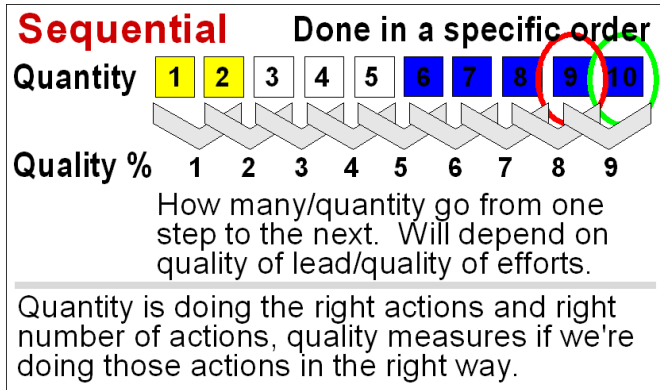 Sequential Done in a specific order
Quantity 1 2 3 4 5 6 7 8 9 10
Quality % 1 2 3 4 5 6 7 8 9
How many/quantity go from one
step to the next. Will depend on
quality of lead/quality of efforts.
Quantity is doing the right actions and right
number of actions, quality measures if we're
doing those actions in the right way.